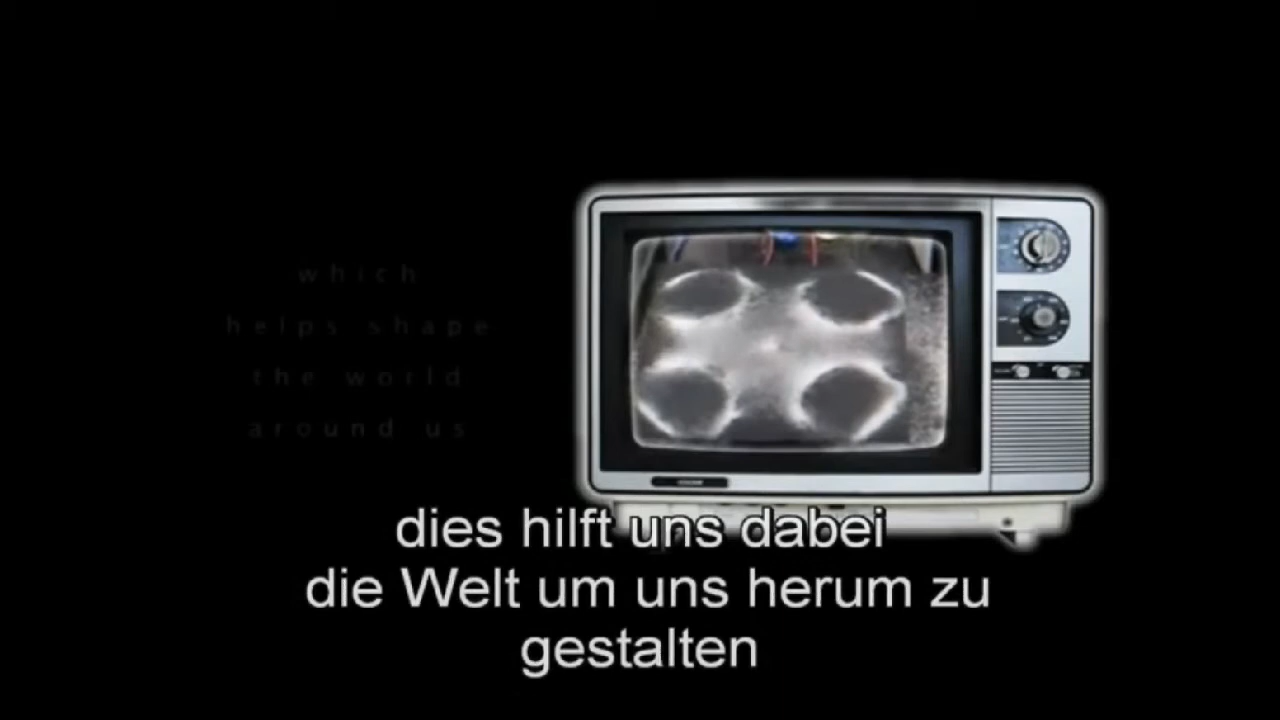 which
helps shape
the world
around us
dies hilft uns dabei
die Welt um uns herum zu
gestalten